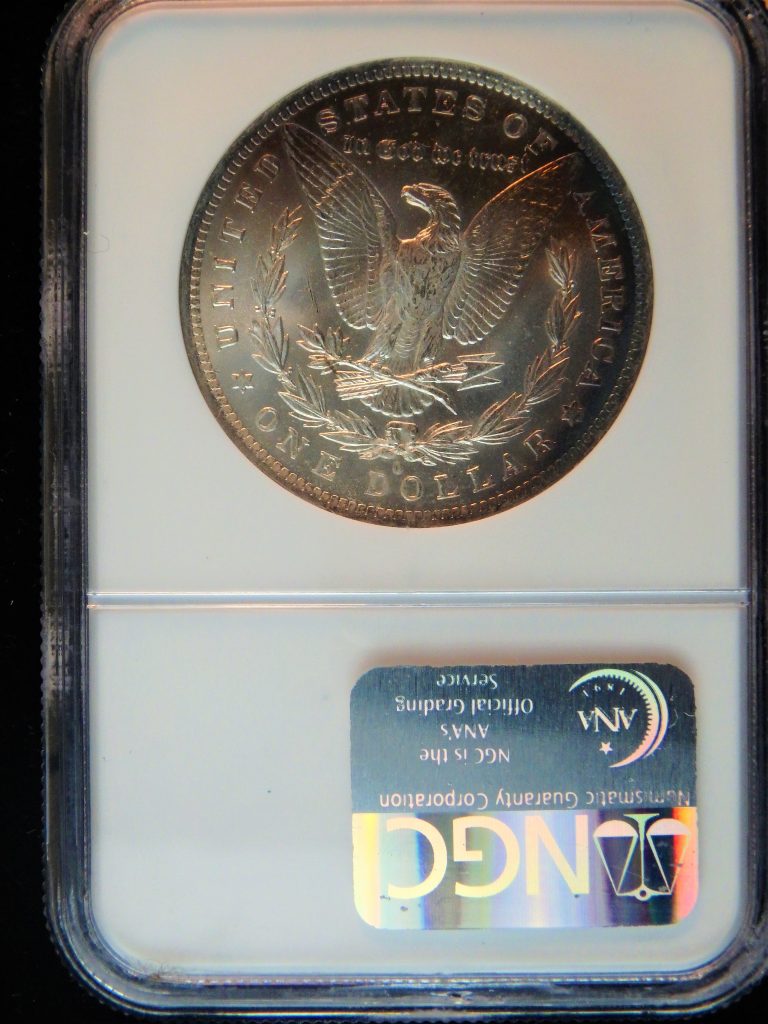 UNITED STATES OF AMERICA
In God we trust
O
ONE DOLLAR
NGC
Numismatic Guaranty Corporation
NGC is the
ANA's
Official Grading
Service
ANA
1891